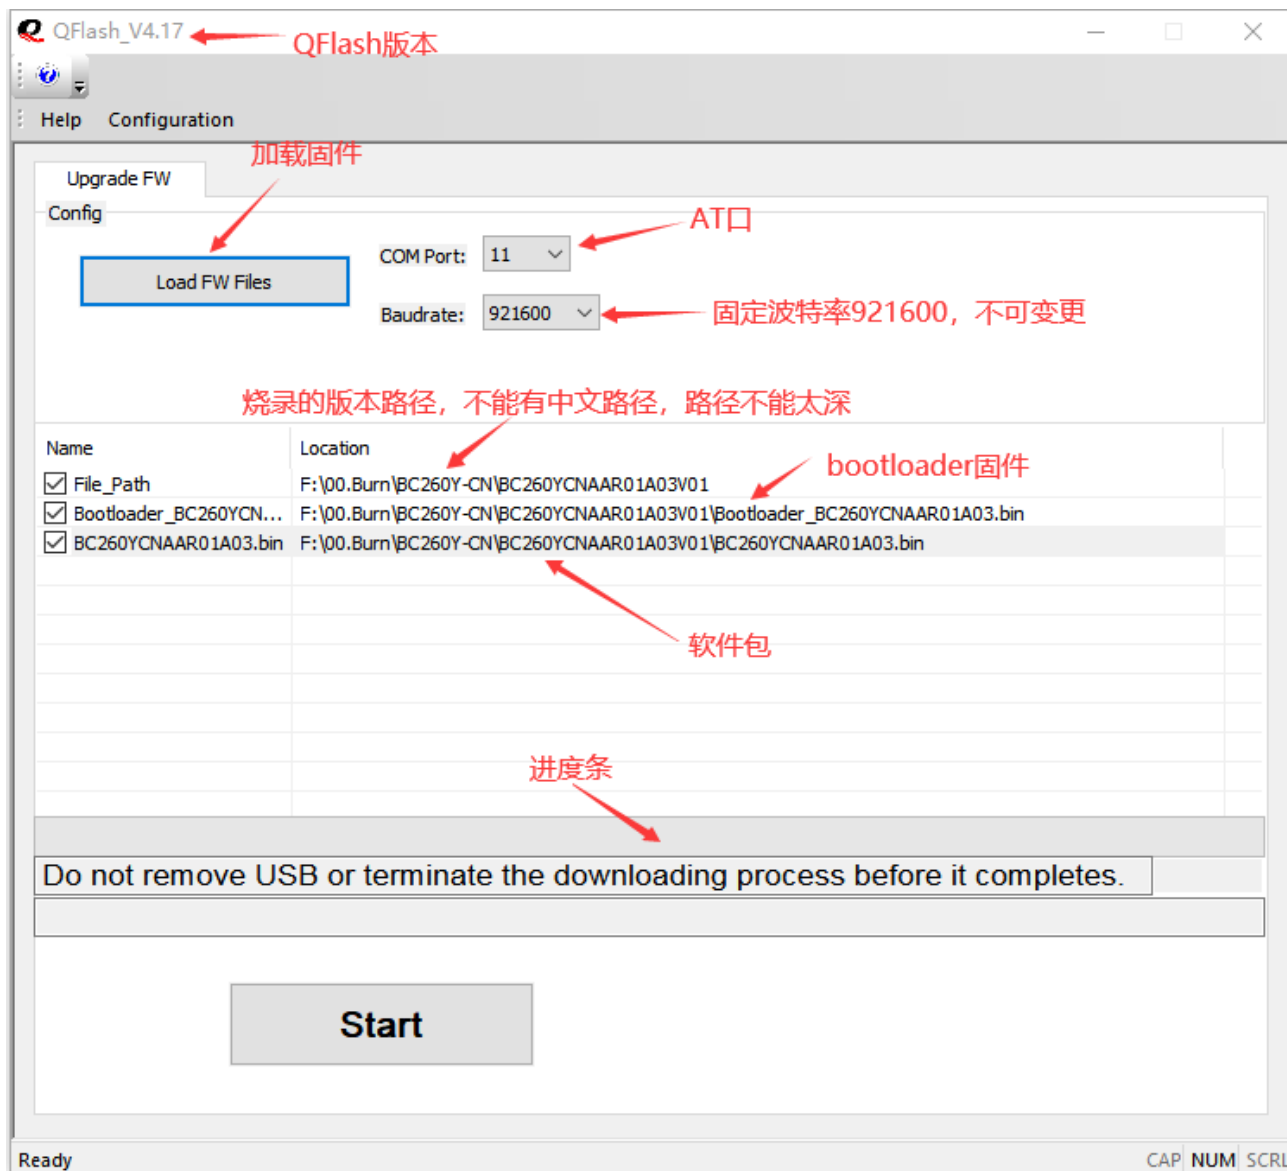 QFlash_V4.17
QFlash版本
Help Configuration
加载固件
Upgrade FW
Config
AT口
COM Port: 11
Load FW Files
Baudrate: 921600
固定波特率921600，不可变更
烧录的版本路径，不能有中文路径，路径不能太深
Name Location
bootloader固件
File_Path F:\00.Burn\BC260Y-CN\BC260YCNAAR01A03V01
Bootloader_BC260YCN... F:\00.Burn\BC260Y-CN\BC260YCNAAR01A03V01\Bootloader_BC260YCNAAR01A03.bin
BC260YCNAAR01A03.bin F:\00.Burn\BC260Y-CN\BC260YCNAAR01A03V01\BC260YCNAAR01A03.bin
软件包
进度条
Do not remove USB or terminate the downloading process before it completes.
Start
Ready CAP NUM SCRL